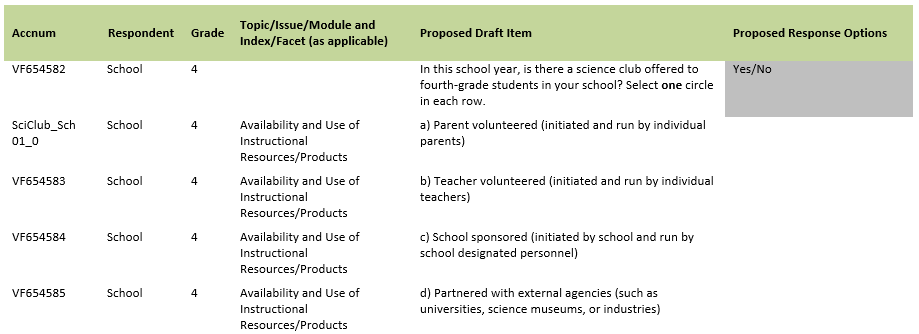 Accnum Respondent Grade Topic/Issue/Module and Index/Facet (as applicable) Proposed Draft Item Proposed Response Options
VF654582 School 4 In this school year, is there a science club offered to Yes/No
fourth-grade students in your school? Select one circle
in each row.
SciClub_Sch School 4 Availability and Use of a) Parent volunteered (initiated and run by individual
01_0 Instructional parents)
Resources/Products
VF654583 School 4 Availability and Use of b) Teacher volunteered (initiated and run by individual
Instructional teachers)
Resources/Products
VF654584 School 4 Availability and Use of c) School sponsored (initiated by school and run by
Instructional school designated personnel)
Resources/Products
VF654585 School 4 Availability and Use of d) Partnered with external agencies (such as
Instructional universities, science museums, or industries)
Resources/Products